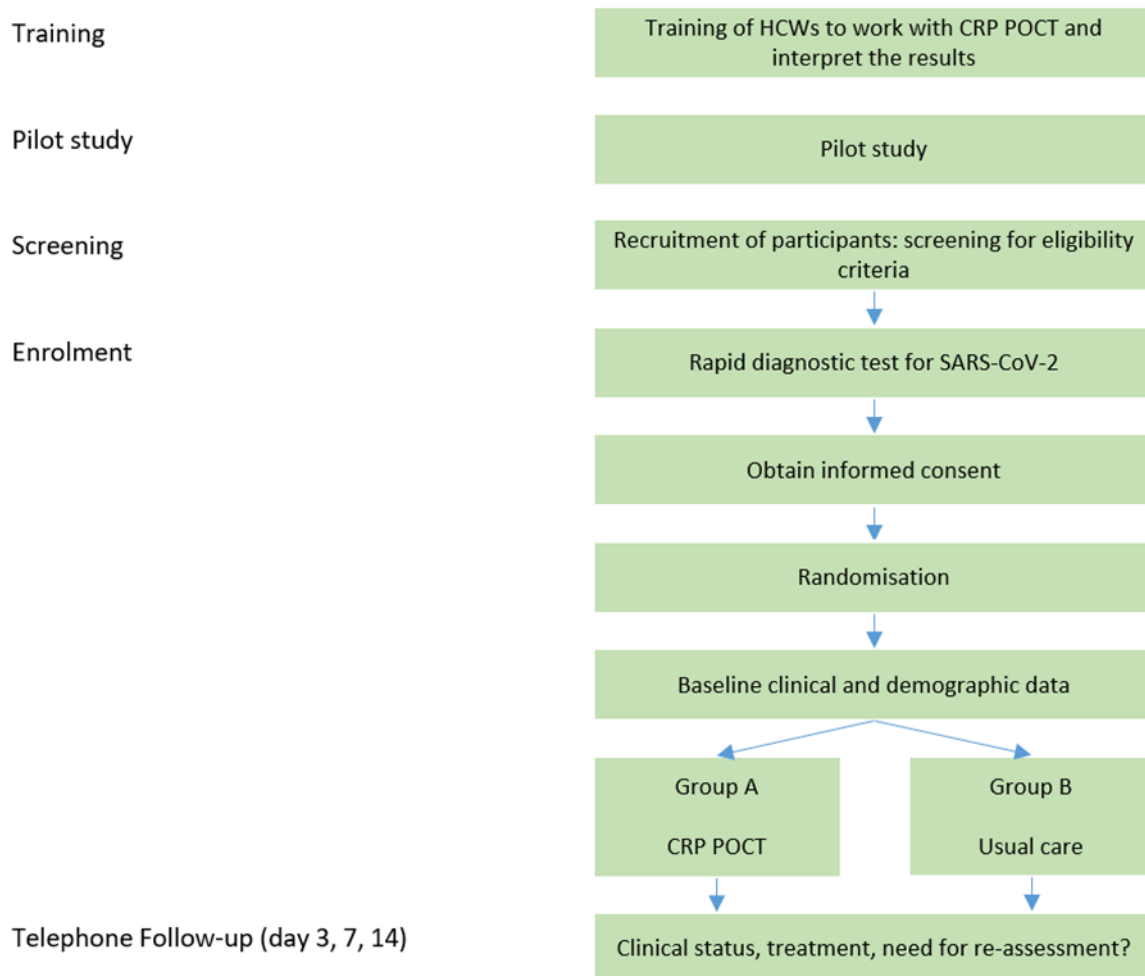 Training
Training of HCWs to work with CRP POCT and
interpret the results
Pilot study
Pilot study
Screening
Recruitment of participants: screening for eligibility
criteria
Enrolment
Rapid diagnostic test for SARS-CoV-2
Obtain informed consent
Randomisation
Baseline clinical and demographic data
Group A
CRP POCT
Group B
Usual care
Telephone Follow-up (day 3, 7, 14)
Clinical status, treatment, need for re-assessment?